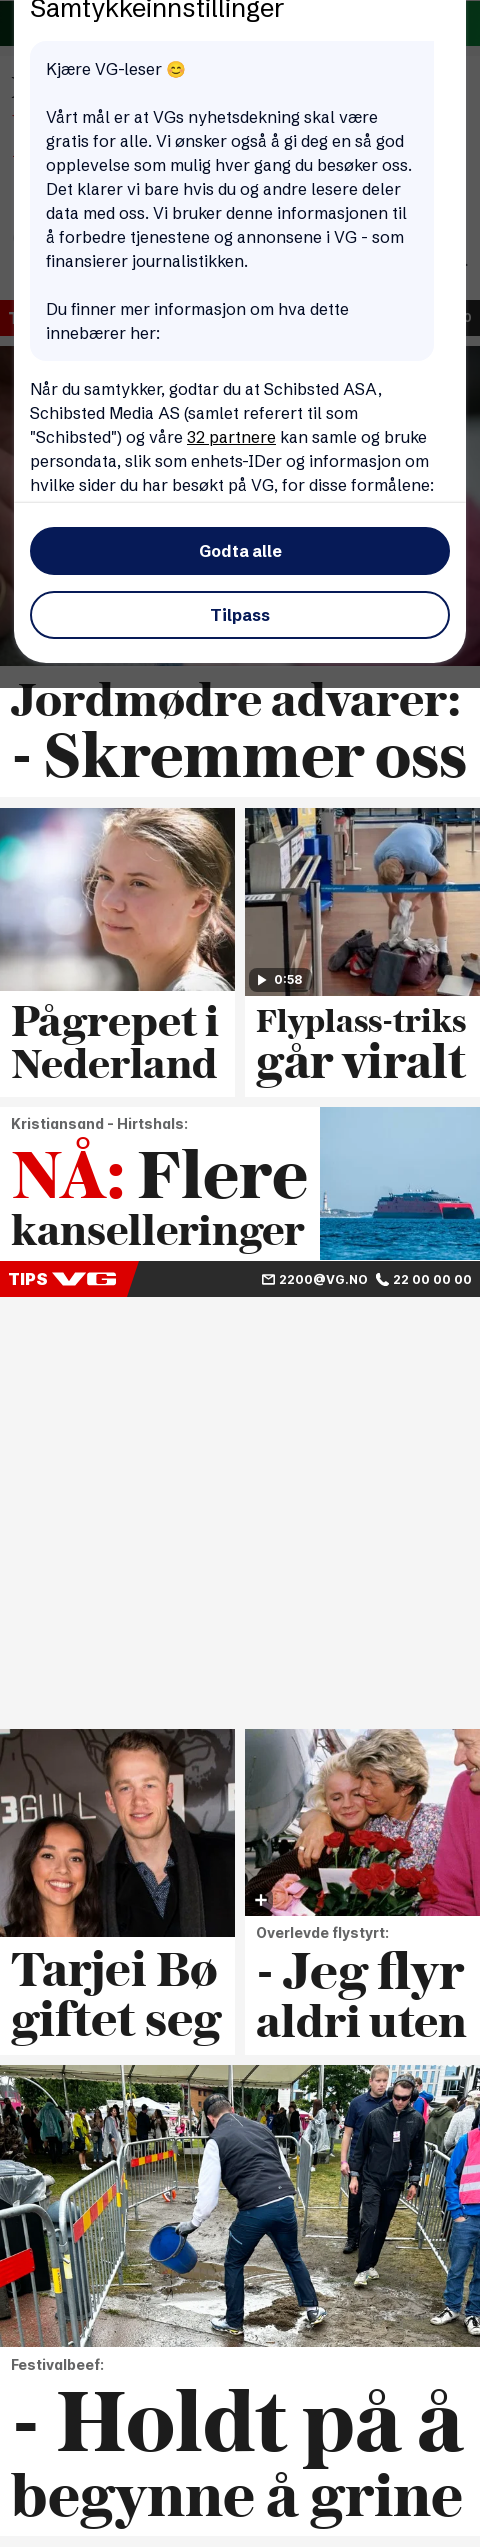 Samtykkeinnstillinger
Kjære VG-leser 😊
Vårt mål er at VGs nyhetsdekning skal være
gratis for alle. Vi ønsker også å gi deg en så god
opplevelse som mulig hver gang du besøker oss.
Det klarer vi bare hvis du og andre lesere deler
data med oss. Vi bruker denne informasjonen til
å forbedre tjenestene og annonsene i VG - som
finansierer journalistikken.
Du finner mer informasjon om hva dette
innebærer her:
Når du samtykker, godtar du at Schibsted ASA,
Schibsted Media AS (samlet referert til som
"Schibsted") og våre 32 partnere kan samle og bruke
persondata, slik som enhets-IDer og informasjon om
hvilke sider du har besøkt på VG, for disse formålene:
Godta alle
Tilpass
Jordmødre advarer:
- Skremmer oss
0:58
Pågrepet i
Nederland
Flyplass-triks
går viralt
Kristiansand - Hirtshals:
NÅ: Flere
kanselleringer
TIPS VG 2200@VG.NO 22 00 00 00
3GULL
Tarjei Bø
giftet seg
Overlevde flystyrt:
- Jeg flyr
aldri uten
Festivalbeef:
- Holdt på å
begynne å grine